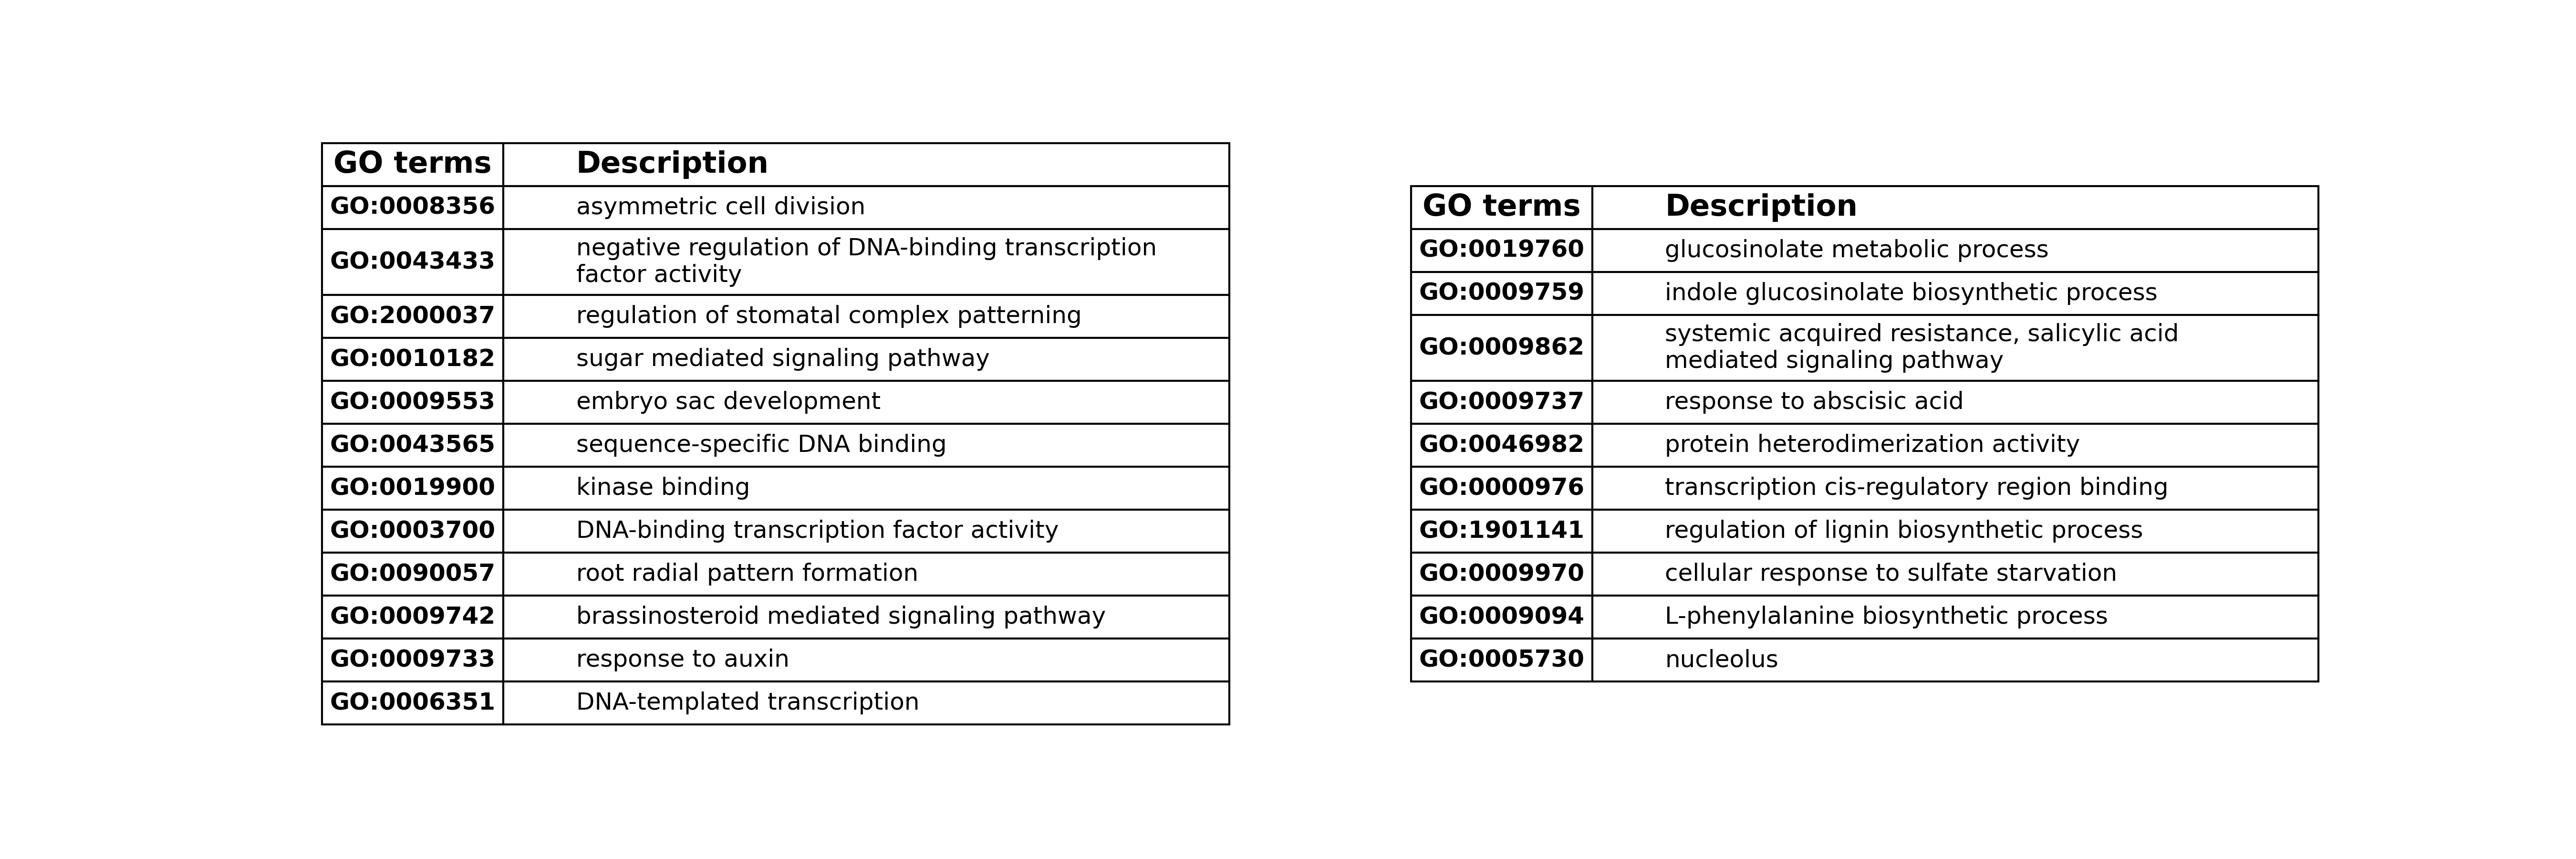 GO terms Description
GO:0008356 asymmetric cell division
GO:0043433 negative regulation of DNA-binding transcription
factor activity
GO:2000037 regulation of stomatal complex patterning
GO:0010182 sugar mediated signaling pathway
GO:0009553 embryo sac development
GO:0043565 sequence-specific DNA binding
GO:0019900 kinase binding
GO:0003700 DNA-binding transcription factor activity
GO:0090057 root radial pattern formation
GO:0009742 brassinosteroid mediated signaling pathway
GO:0009733 response to auxin
GO:0006351 DNA-templated transcription
GO terms Description
GO:0019760 glucosinolate metabolic process
GO:0009759 indole glucosinolate biosynthetic process
GO:0009862 systemic acquired resistance, salicylic acid
mediated signaling pathway
GO:0009737 response to abscisic acid
GO:0046982 protein heterodimerization activity
GO:0000976 transcription cis-regulatory region binding
GO:1901141 regulation of lignin biosynthetic process
GO:0009970 cellular response to sulfate starvation
GO:0009094 L-phenylalanine biosynthetic process
GO:0005730 nucleolus